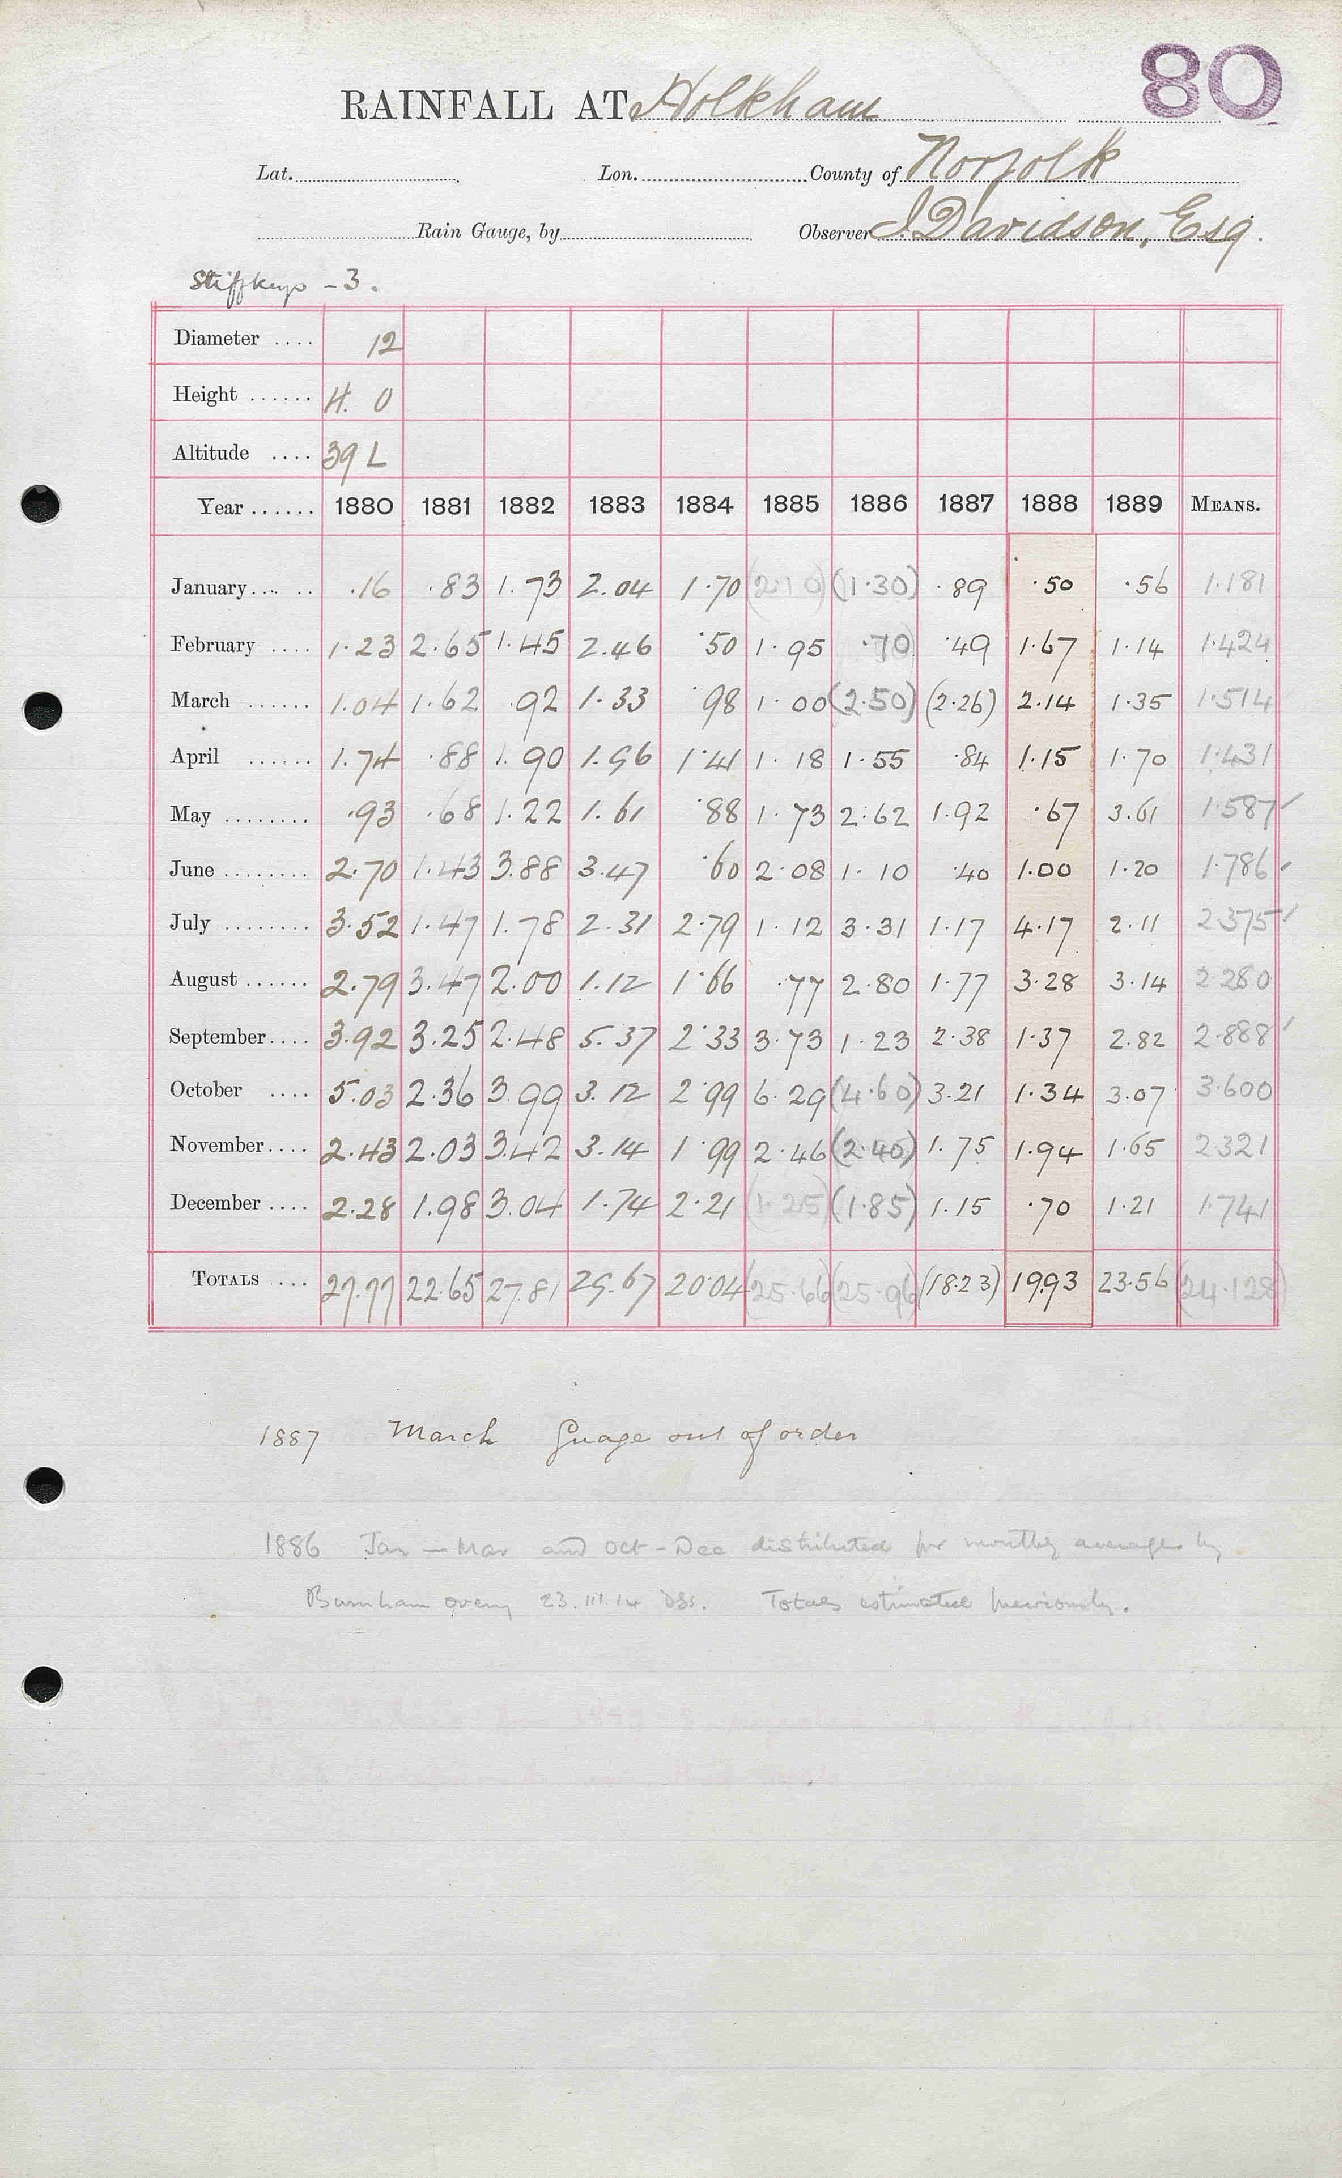 80
RAINFALL AT Holkham
Lat. Lon. County of Norfolk
Rain Gauge, by Observer J. Davidson, Esq.
Stiffkeys - 3.
Diameter .... 12
Height ...... H. 0
Altitude .... 39 L
Year ...... 1880 1881 1882 1883 1884 1885 1886 1887 1888 1889 MEANS.
January ...... .16 .83 1.73 2.04 1.70 (2.10) (1.30) .89 .50 .56 1.181
February .... 1.23 2.65 1.45 2.46 .50 1.95 .70) .49 1.67 1.14 1.424
March ...... 1.04 1.62 .92 1.33 .98 1.00 (2.50) (2.26) 2.14 1.35 1.514
April ...... 1.74 .88 1.90 1.96 1.41 1.18 1.55 .84 1.15 1.70 1.431
May ........ .93 .68 1.22 1.61 .88 1.73 2.62 1.92 .67 3.61 1.587
June ........ 2.70 1.43 3.88 3.47 .60 2.08 1.10 .40 1.00 1.20 1.786
July ........ 3.52 1.47 1.78 2.31 2.79 1.12 3.31 1.17 4.17 2.11 2.375
August ...... 2.79 3.47 2.00 1.12 1.66 .77 2.80 1.77 3.28 3.14 2.280
September.... 3.92 3.25 2.48 5.37 2.33 3.73 1.23 2.38 1.37 2.82 2.888
October .... 5.03 2.36 3.99 3.12 2.99 6.29 (4.60) 3.21 1.34 3.07 3.600
November.... 2.43 2.03 3.42 3.14 1.99 2.46 (2.40) 1.75 1.94 1.65 2.321
December .... 2.28 1.98 3.04 1.74 2.21 (1.25) (1.85) 1.15 .70 1.21 1.741
TOTALS .... 27.77 22.65 27.81 29.67 20.04 (25.66) (25.96) (18.23) 19.93 23.56 (24.128)
1887 March Guage out of order
1886 Jan - Mar and Oct - Dec distributed for monthly averages by
Burnham Overy 23.III.14 Totals estimated previously.